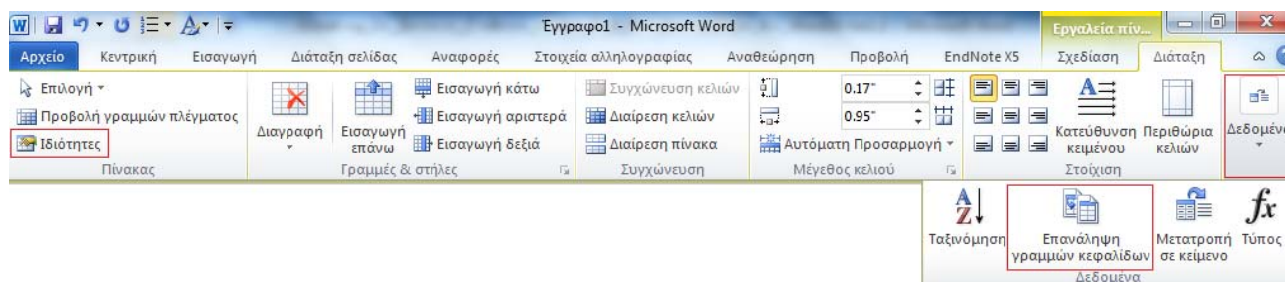 Έγγραφο1 - Microsoft Word
Εργαλεία πίν...
Αρχείο Κεντρική Εισαγωγή Διάταξη σελίδας Αναφορές Στοιχεία αλληλογραφίας Αναθεώρηση Προβολή EndNote X5 Σχεδίαση Διάταξη
Επιλογή
Προβολή γραμμών πλέγματος
Ιδιότητες
Πίνακας
Διαγραφή
Εισαγωγή
επάνω
Εισαγωγή κάτω
Εισαγωγή αριστερά
Εισαγωγή δεξιά
Γραμμές & στήλες
Συγχώνευση κελιών
Διαίρεση κελιών
Διαίρεση πίνακα
Συγχώνευση
0.17"
0.95"
Αυτόματη Προσαρμογή
Μέγεθος κελιού
Κατεύθυνση
κειμένου
Περιθώρια
κελιών
Στοίχιση
Δεδομένα
Ταξινόμηση
Επανάληψη
γραμμών κεφαλίδων
Μετατροπή
σε κείμενο
fx
Τύπος
Δεδομένα